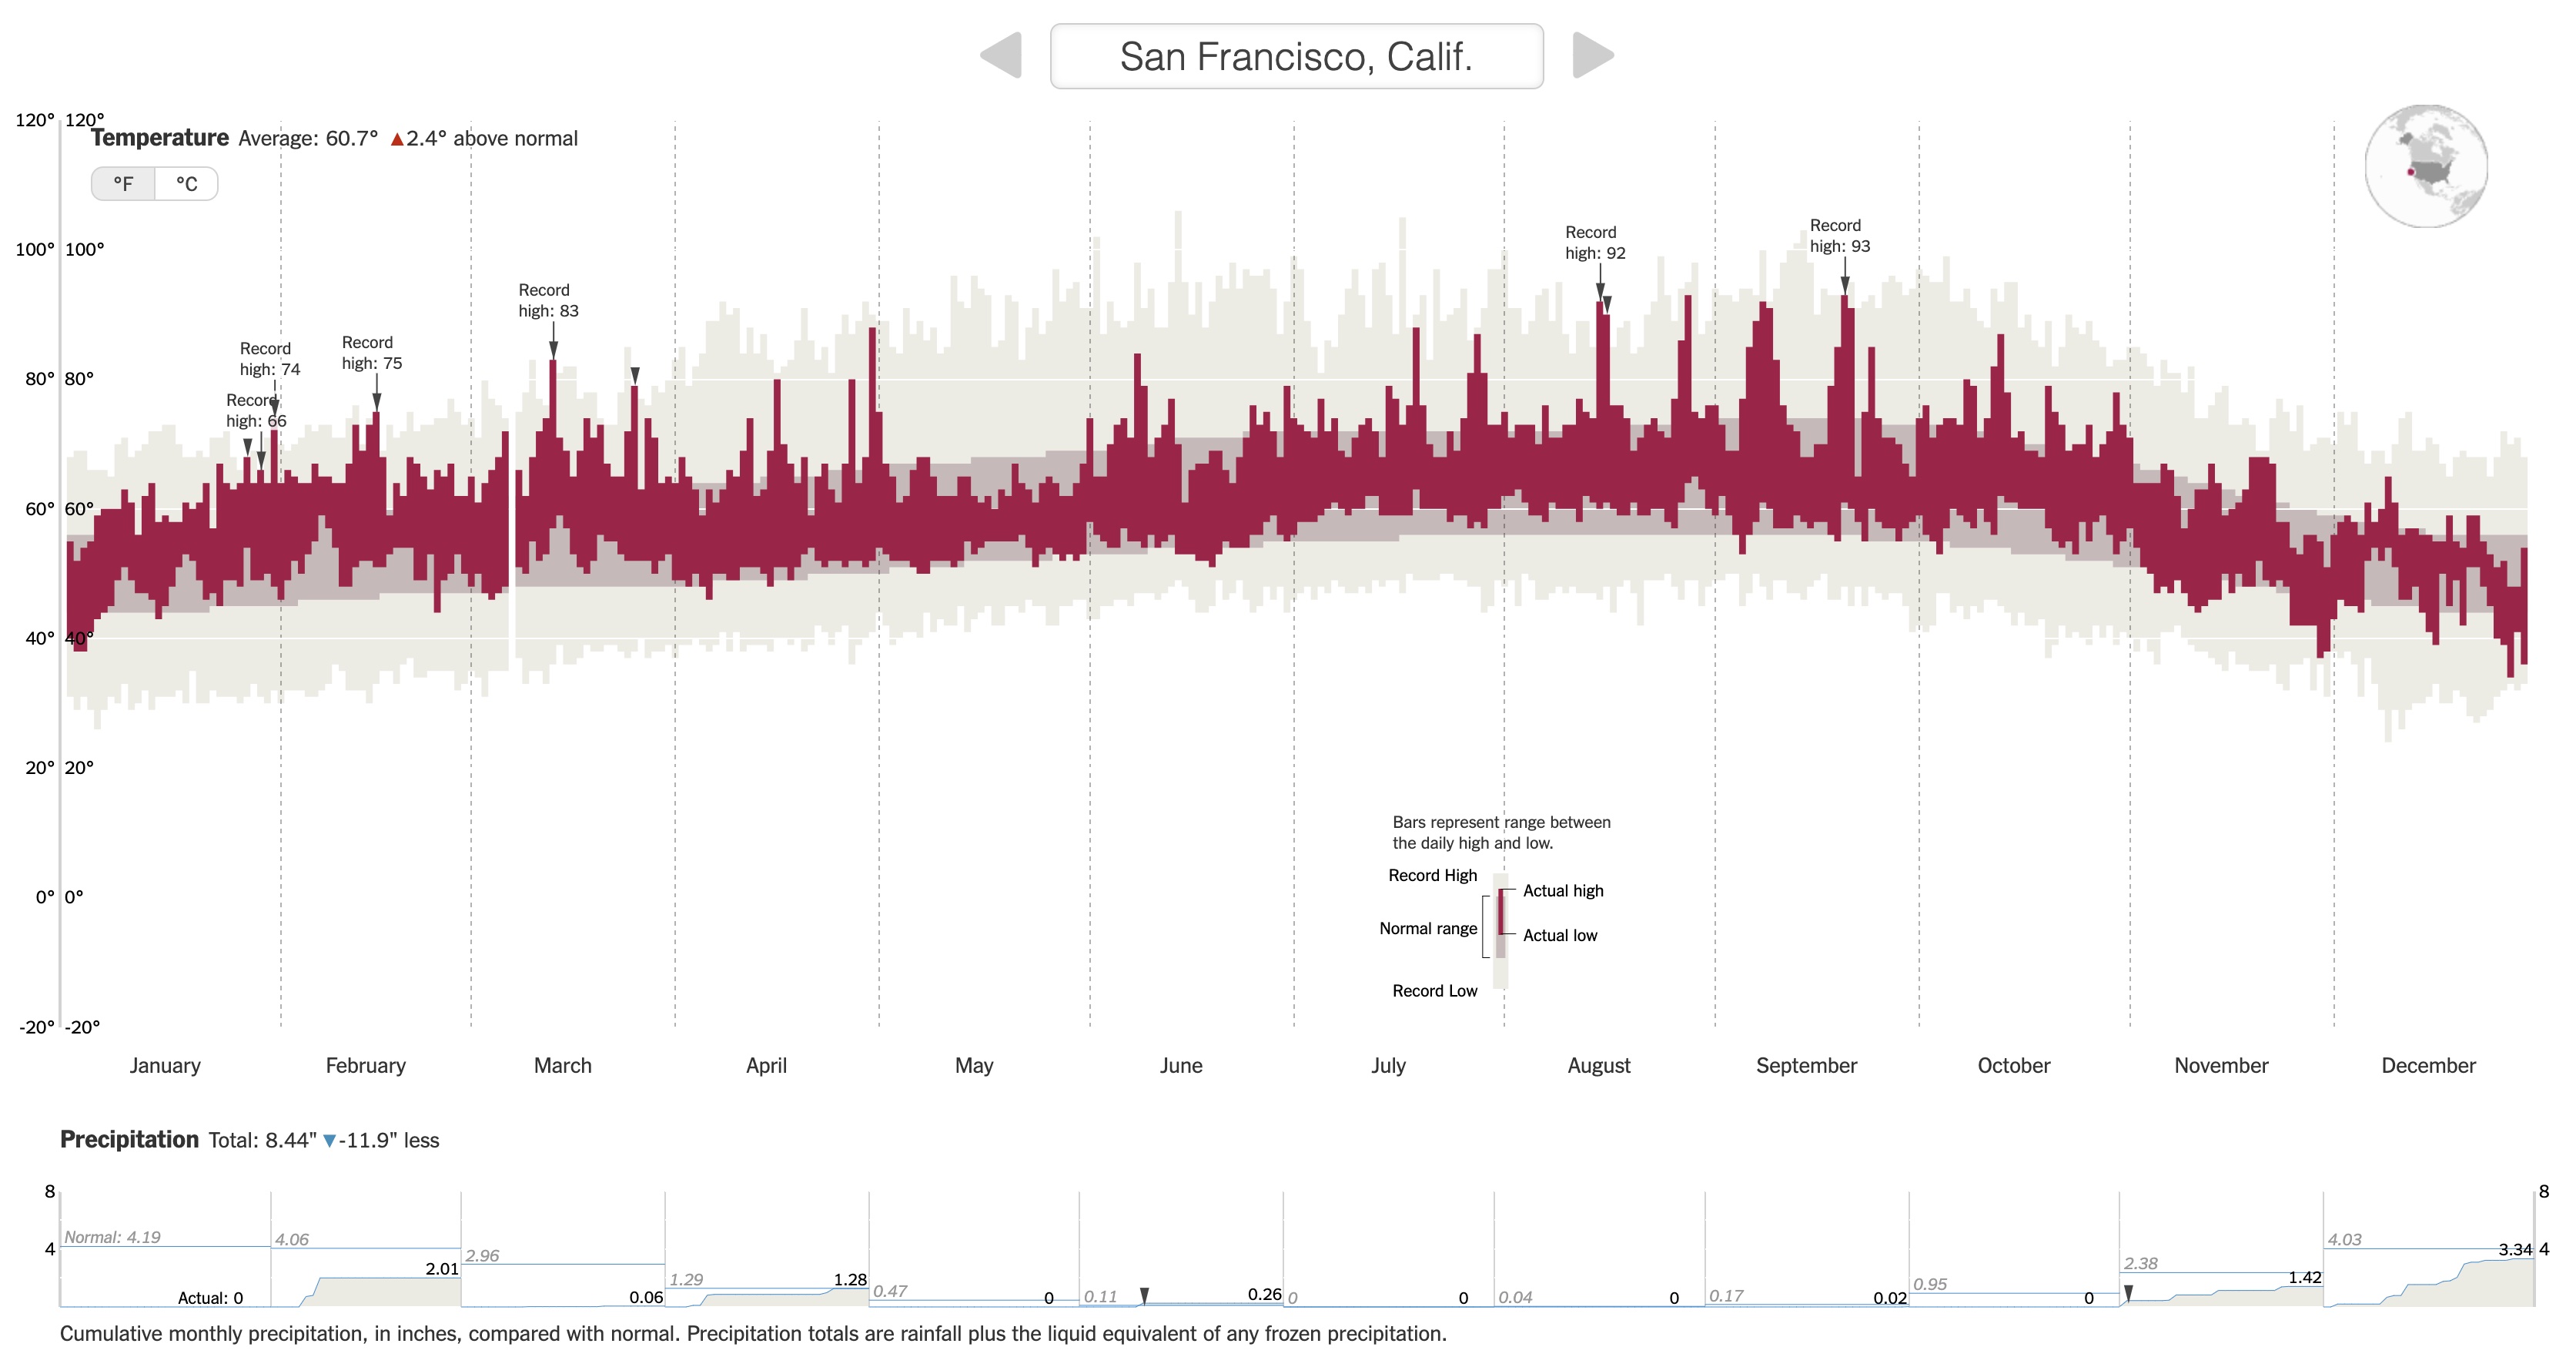 San Francisco, Calif.
120° 120°
Temperature Average: 60.7° ▲2.4° above normal
°F °C
100° 100°
80° 80°
60° 60°
40° 40°
20° 20°
0° 0°
-20° -20°
Record
high: 66
Record
high: 74
Record
high: 75
Record
high: 83
Record
high: 92
Record
high: 93
Bars represent range between
the daily high and low.
Record High
Actual high
Normal range
Actual low
Record Low
January February March April May June July August September October November December
Precipitation Total: 8.44" ▼-11.9" less
8 8
4 4
Normal: 4.19 4.06 2.96 1.29 0.47 0.11 0 0.04 0.17 0.95 2.38 4.03
Actual: 0 2.01 0.06 1.28 0 0.26 0 0 0.02 0 1.42 3.34
Cumulative monthly precipitation, in inches, compared with normal. Precipitation totals are rainfall plus the liquid equivalent of any frozen precipitation.